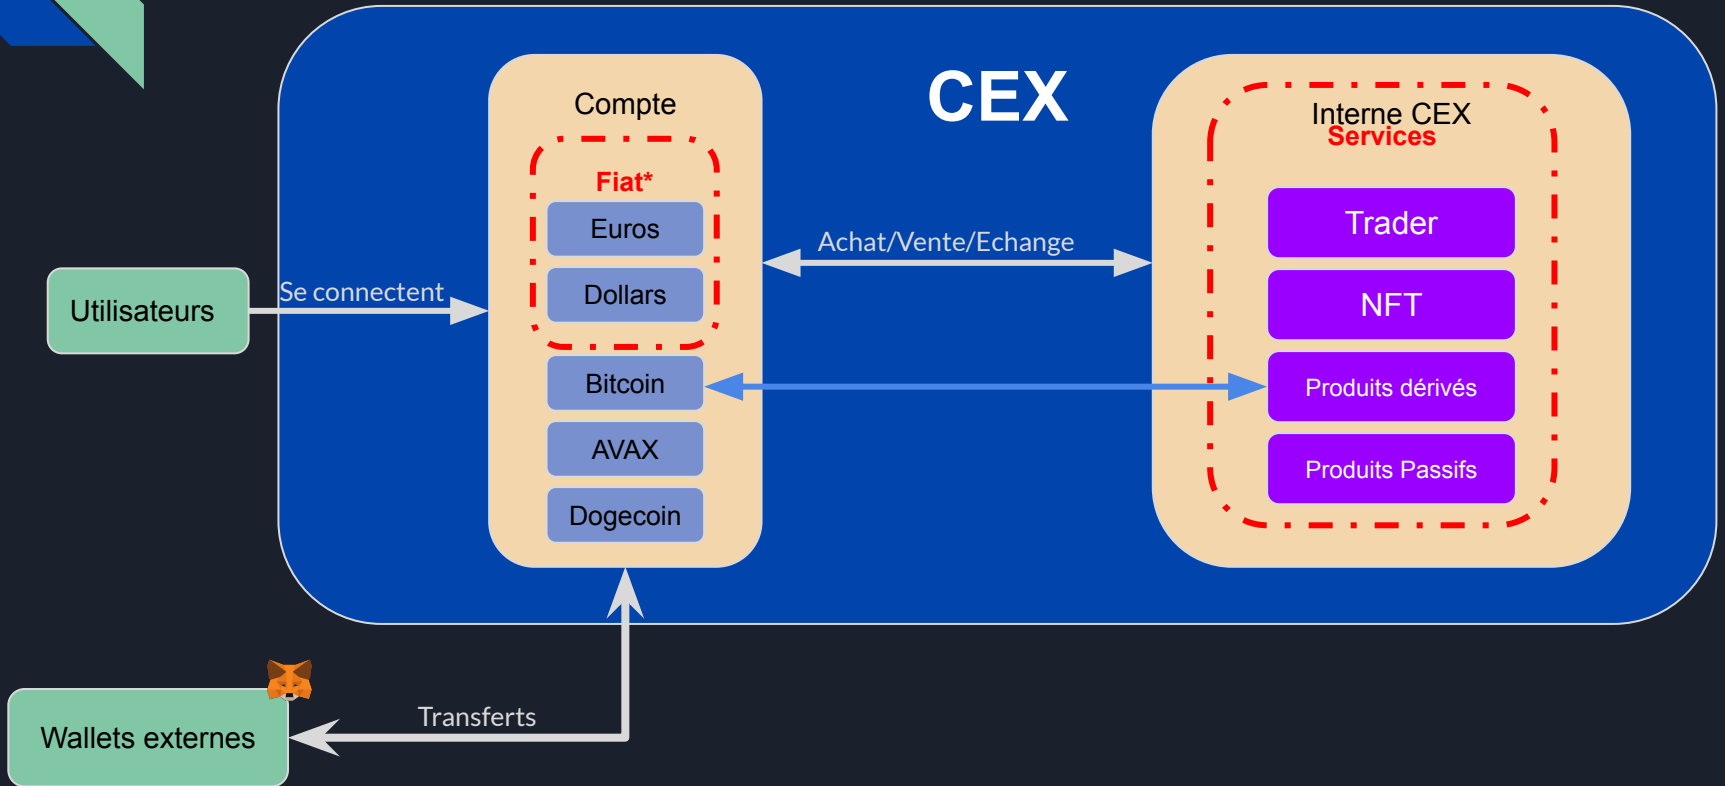 CEX
Compte
Fiat*
Euros
Dollars
Bitcoin
AVAX
Dogecoin
Utilisateurs
Se connectent
Achat/Vente/Echange
Interne CEX
Services
Trader
NFT
Produits dérivés
Produits Passifs
Wallets externes
Transferts